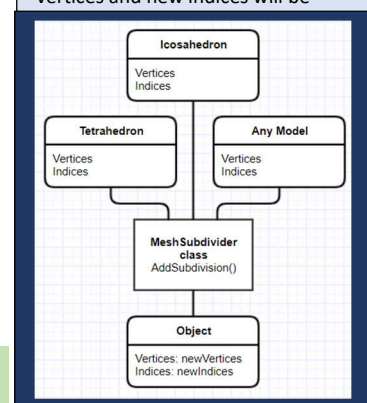 vertices and new indices will be
Icosahedron
Vertices
Indices
Tetrahedron
Vertices
Indices
Any Model
Vertices
Indices
MeshSubdivider
class
AddSubdivision()
Object
Vertices: newVertices
Indices: newIndices